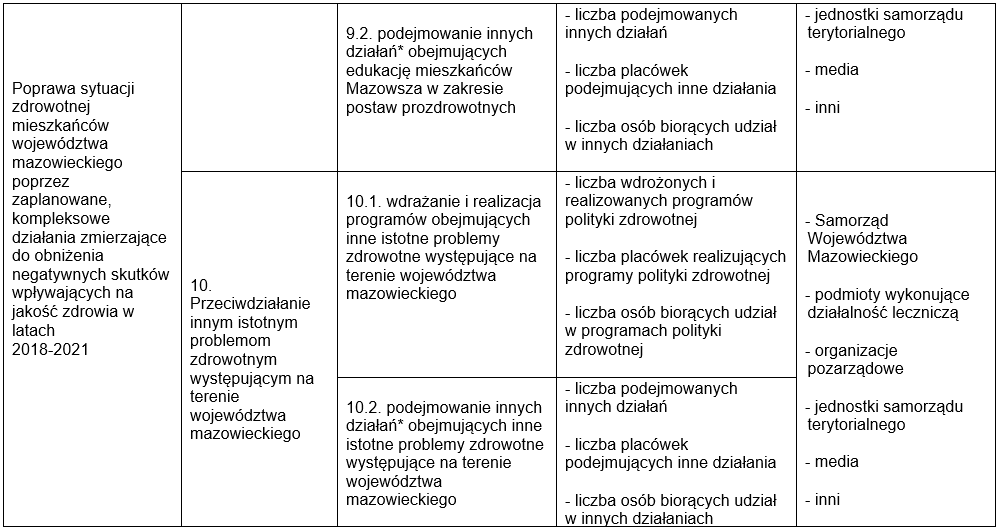 Poprawa sytuacji
zdrowotnej
mieszkańców
województwa
mazowieckiego
poprzez
zaplanowane,
kompleksowe
działania zmierzające
do obniżenia
negatywnych skutków
wpływających na
jakość zdrowia w
latach
2018-2021
9.2. podejmowanie innych
działań* obejmujących
edukację mieszkańców
Mazowsza w zakresie
postaw prozdrowotnych
- liczba podejmowanych
innych działań
- liczba placówek
podejmujących inne działania
- liczba osób biorących udział
w innych działaniach
- jednostki samorządu
terytorialnego
- media
- inni
10.
Przeciwdziałanie
innym istotnym
problemom
zdrowotnym
występującym na
terenie
województwa
mazowieckiego
10.1. wdrażanie i realizacja
programów obejmujących
inne istotne problemy
zdrowotne występujące na
terenie województwa
mazowieckiego
- liczba wdrożonych i
realizowanych programów
polityki zdrowotnej
- liczba placówek realizujących
programy polityki zdrowotnej
- liczba osób biorących udział
w programach polityki
zdrowotnej
- Samorząd
Województwa
Mazowieckiego
- podmioty wykonujące
działalność leczniczą
- organizacje
pozarządowe
- jednostki samorządu
terytorialnego
- media
- inni
10.2. podejmowanie innych
działań* obejmujących inne
istotne problemy zdrowotne
występujące na terenie
województwa
mazowieckiego
- liczba podejmowanych
innych działań
- liczba placówek
podejmujących inne działania
- liczba osób biorących udział
w innych działaniach